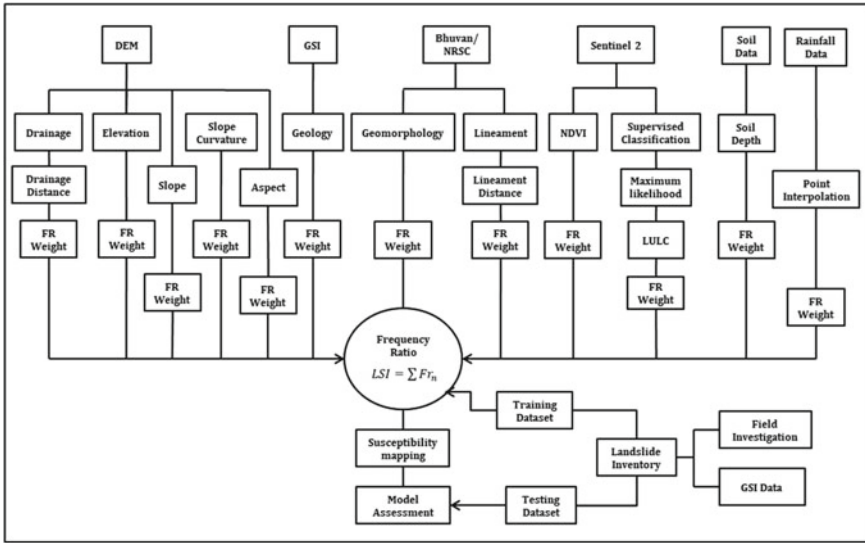 DEM
GSI
Bhuvan/
NRSC
Sentinel 2
Soil
Data
Rainfall
Data
Drainage
Elevation
Slope
Curvature
Geology
Geomorphology
Lineament
NDVI
Supervised
Classification
Soil
Depth
Drainage
Distance
Slope
Aspect
Lineament
Distance
Maximum
likelihood
Point
Interpolation
FR
Weight
FR
Weight
FR
Weight
FR
Weight
FR
Weight
FR
Weight
FR
Weight
LULC
FR
Weight
FR
Weight
FR
Weight
FR
Weight
FR
Weight
Frequency
Ratio
LSI = ∑ Fr_n
Training
Dataset
Field
Investigation
Susceptibility
mapping
Landslide
Inventory
GSI Data
Model
Assessment
Testing
Dataset